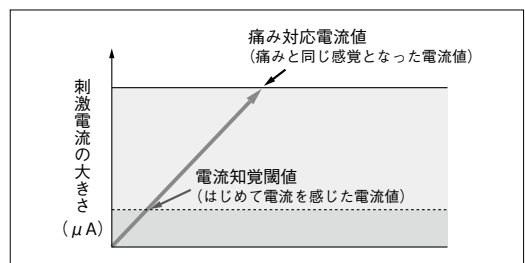 痛み対応電流値
(痛みと同じ感覚となった電流値)
刺激電流の大きさ
(μA)
電流知覚閾値
(はじめて電流を感じた電流値)